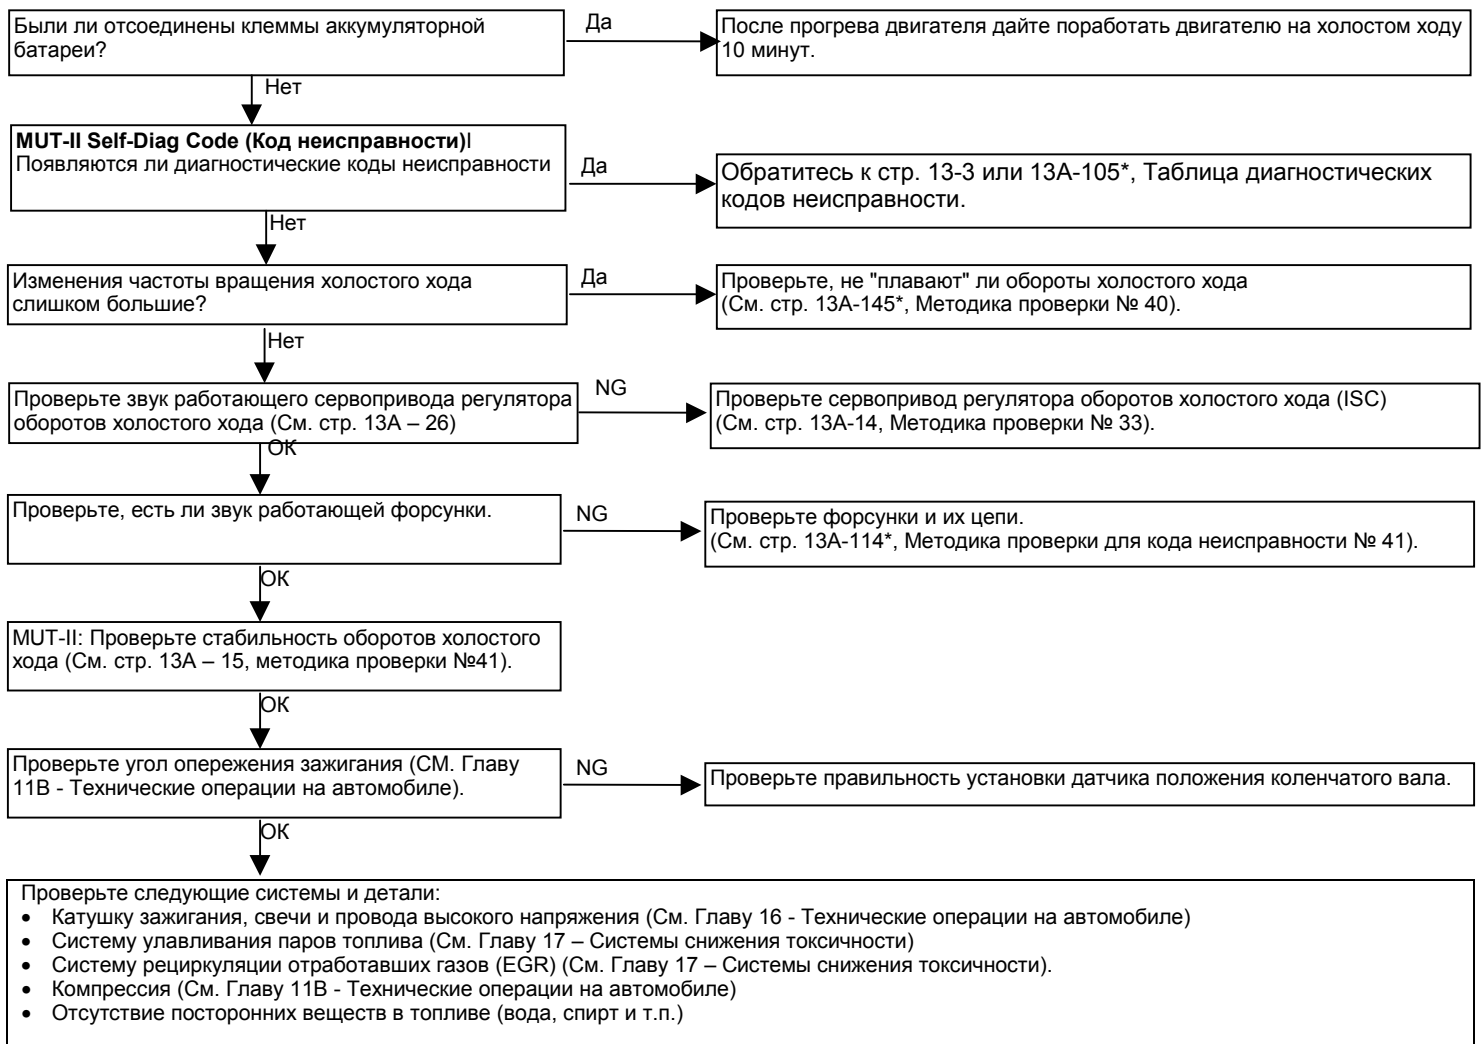 Были ли отсоединены клеммы аккумуляторной
батареи?
Да
После прогрева двигателя дайте поработать двигателю на холостом ходу
10 минут.
Нет
MUT-II Self-Diag Code (Код неисправности)l
Появляются ли диагностические коды неисправности
Да
Обратитесь к стр. 13-3 или 13А-105*, Таблица диагностических
кодов неисправности.
Нет
Изменения частоты вращения холостого хода
слишком большие?
Да
Проверьте, не "плавают" ли обороты холостого хода
(См. стр. 13А-145*, Методика проверки № 40).
Нет
Проверьте звук работающего сервопривода регулятора
оборотов холостого хода (См. стр. 13А – 26)
NG
Проверьте сервопривод регулятора оборотов холостого хода (ISC)
(См. стр. 13А-14, Методика проверки № 33).
ОК
Проверьте, есть ли звук работающей форсунки.
NG
Проверьте форсунки и их цепи.
(См. стр. 13А-114*, Методика проверки для кода неисправности № 41).
ОК
MUT-II: Проверьте стабильность оборотов холостого
хода (См. стр. 13А – 15, методика проверки №41).
ОК
Проверьте угол опережения зажигания (СМ. Главу
11В - Технические операции на автомобиле).
NG
Проверьте правильность установки датчика положения коленчатого вала.
ОК
Проверьте следующие системы и детали:
• Катушку зажигания, свечи и провода высокого напряжения (См. Главу 16 - Технические операции на автомобиле)
• Систему улавливания паров топлива (См. Главу 17 – Системы снижения токсичности)
• Систему рециркуляции отработавших газов (EGR) (См. Главу 17 – Системы снижения токсичности).
• Компрессия (См. Главу 11В - Технические операции на автомобиле)
• Отсутствие посторонних веществ в топливе (вода, спирт и т.п.)